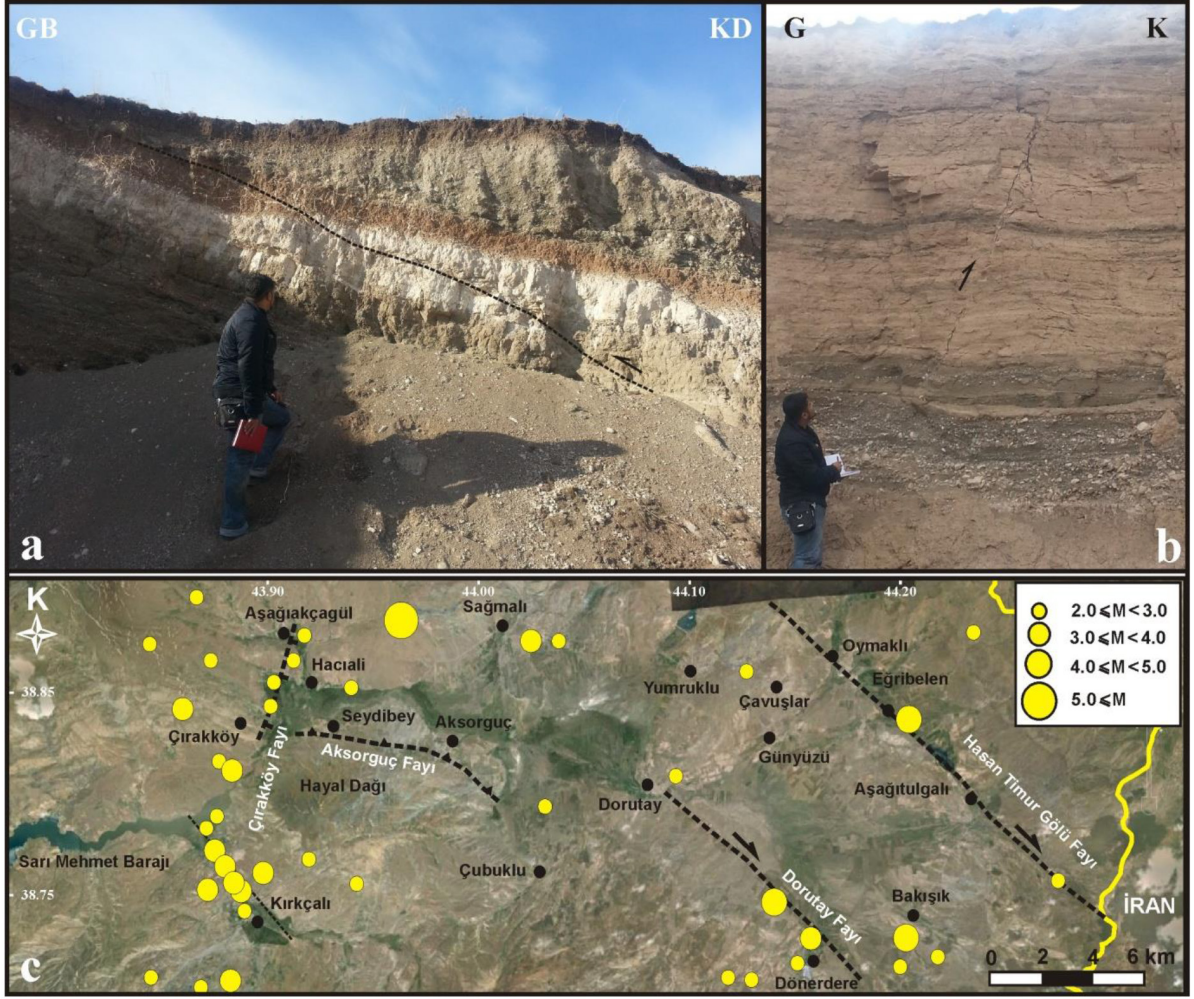 GB
KD
a
G
K
b
K
43.90
44.00
44.10
44.20
38.85
38.75
Aşağıakçagül
Sağmalı
Hacıali
Seydibey
Aksorguç
Çırakköy
Çırakköy Fayı
Aksorguç Fayı
Hayal Dağı
Sarı Mehmet Barajı
Kırkçalı
Çubuklu
Yumruklu
Çavuşlar
Günyüzü
Dorutay
Oymaklı
Eğribelen
Aşağıtulgalı
Hasan Timur Gölü Fayı
Dorutay Fayı
Bakışık
Dönerdere
İRAN
2.0⩽M<3.0
3.0⩽M<4.0
4.0⩽M<5.0
5.0⩽M
0 2 4 6 km
c